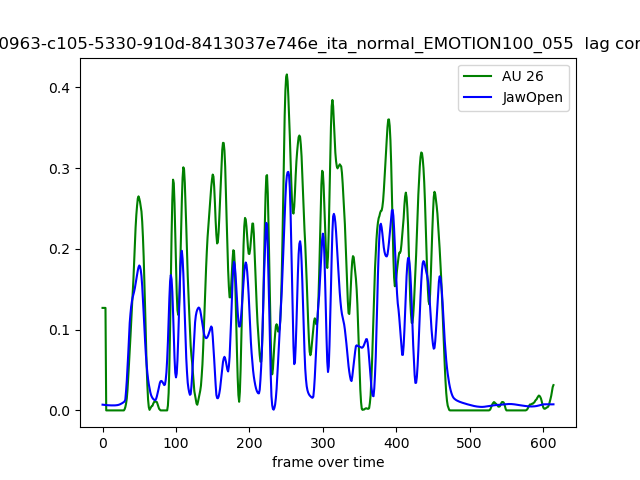 0963-c105-5330-910d-8413037e746e_ita_normal_EMOTION100_055 lag cor
AU 26
JawOpen
0.4
0.3
0.2
0.1
0.0
0 100 200 300 400 500 600
frame over time